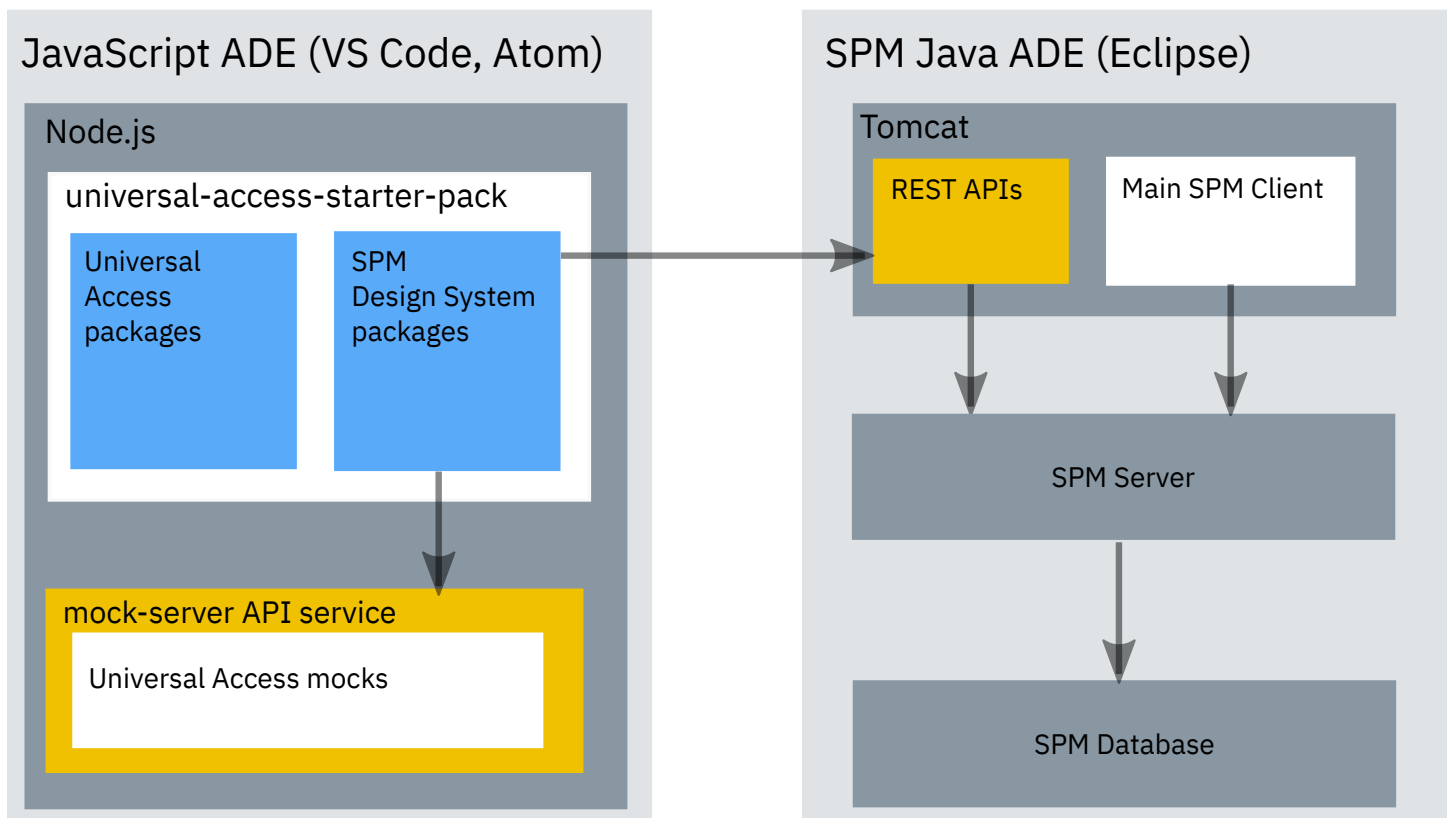 JavaScript ADE (VS Code, Atom)
Node.js
universal-access-starter-pack
Universal
Access
packages
SPM
Design System
packages
mock-server API service
Universal Access mocks
SPM Java ADE (Eclipse)
Tomcat
REST APIs
Main SPM Client
SPM Server
SPM Database